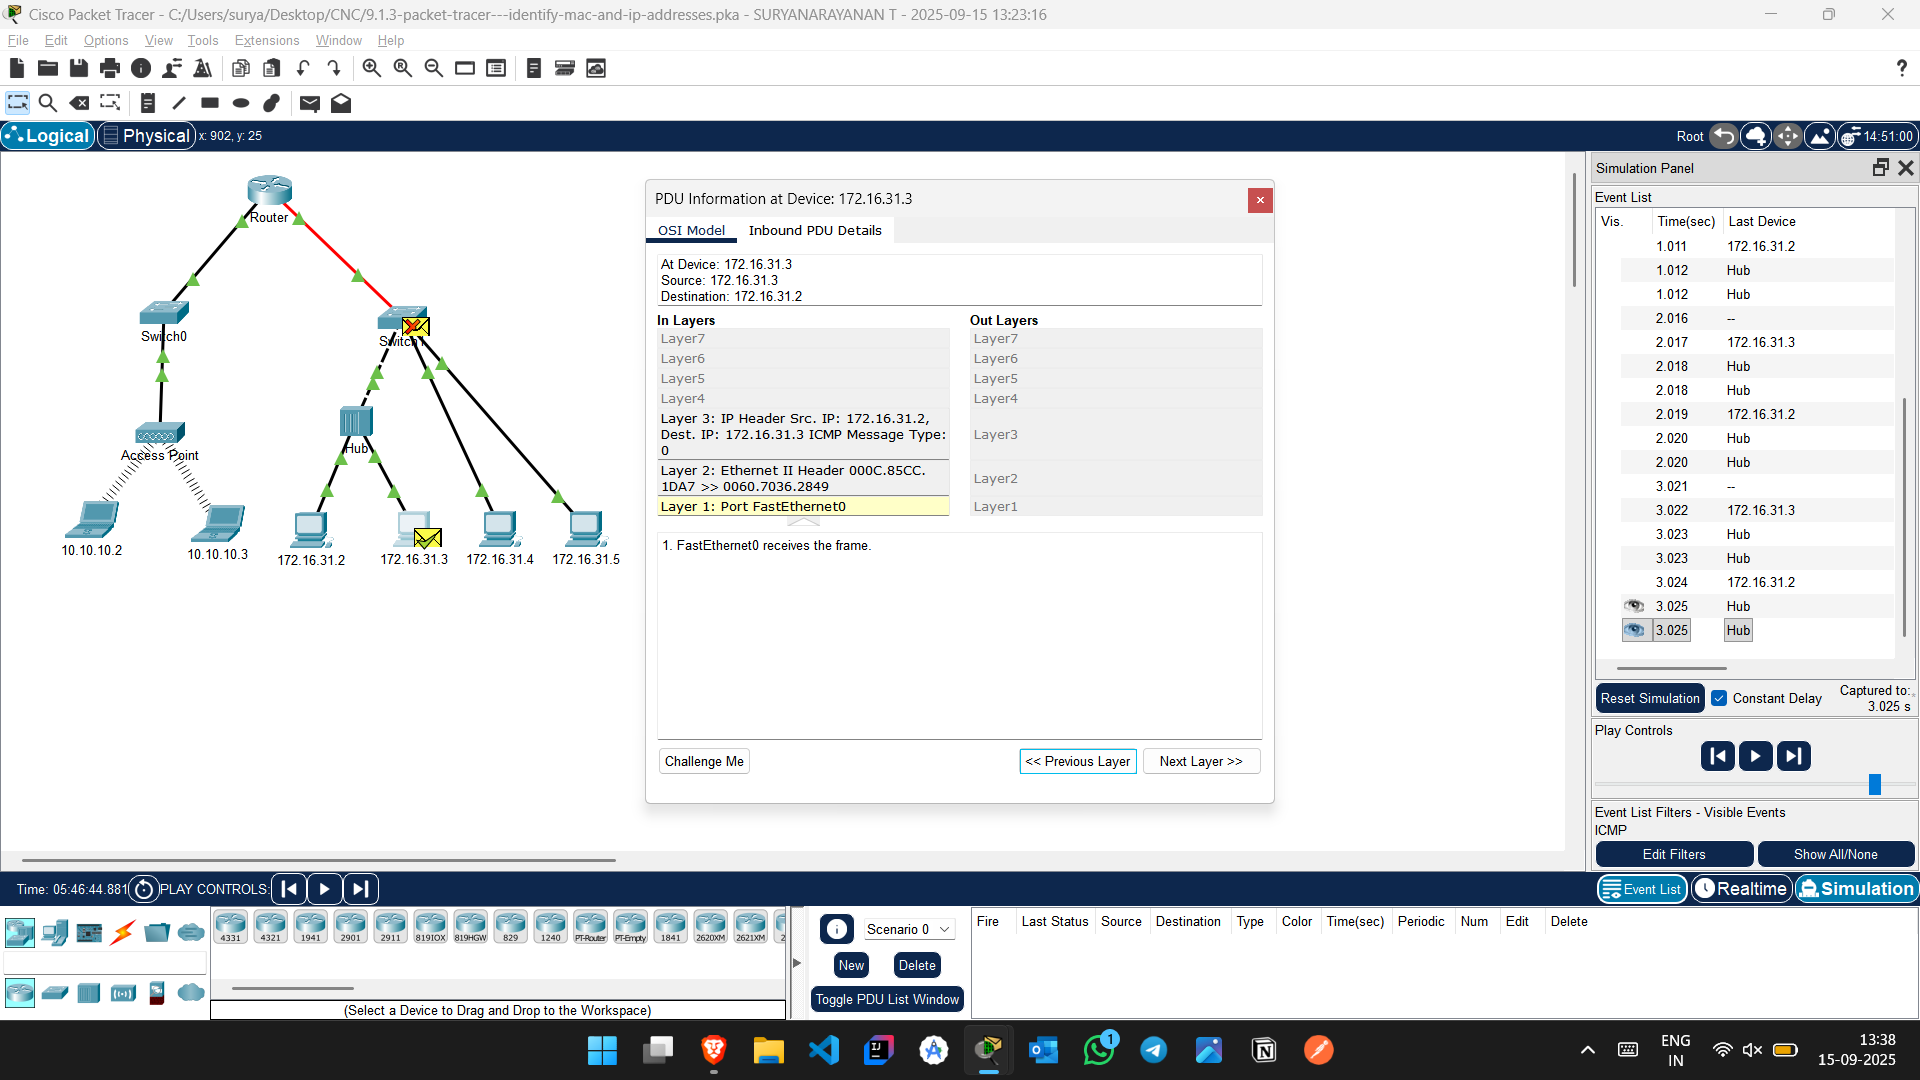 Cisco Packet Tracer - C:/Users/surya/Desktop/CNC/9.1.3-packet-tracer---identify-mac-and-ip-addresses.pka - SURYANARAYANAN T - 2025-09-15 13:23:16
File Edit Options View Tools Extensions Window Help
?
Logical Physical x: 902, y: 25
Root 14:51:00
Router
Switch0
Switch1
Hub
Access Point
10.10.10.2
10.10.10.3
172.16.31.2
172.16.31.3
172.16.31.4
172.16.31.5
PDU Information at Device: 172.16.31.3
OSI Model Inbound PDU Details
At Device: 172.16.31.3
Source: 172.16.31.3
Destination: 172.16.31.2
In Layers Out Layers
Layer7 Layer7
Layer6 Layer6
Layer5 Layer5
Layer4 Layer4
Layer 3: IP Header Src. IP: 172.16.31.2,
Dest. IP: 172.16.31.3 ICMP Message Type:
0
Layer3
Layer 2: Ethernet II Header 000C.85CC.
1DA7 >> 0060.7036.2849
Layer2
Layer 1: Port FastEthernet0 Layer1
1. FastEthernet0 receives the frame.
Challenge Me << Previous Layer Next Layer >>
Simulation Panel
Event List
Vis. Time(sec) Last Device
1.011 172.16.31.2
1.012 Hub
1.012 Hub
2.016 --
2.017 172.16.31.3
2.018 Hub
2.018 Hub
2.019 172.16.31.2
2.020 Hub
2.020 Hub
3.021 --
3.022 172.16.31.3
3.023 Hub
3.023 Hub
3.024 172.16.31.2
3.025 Hub
3.025 Hub
Reset Simulation Constant Delay Captured to:
3.025 s
Play Controls
Event List Filters - Visible Events
ICMP
Edit Filters Show All/None
Time: 05:46:44.881 PLAY CONTROLS:
Event List Realtime Simulation
4331 4321 1941 2901 2911 819IOX 819HGW 829 1240 PT-Router PT-Empty 1841 2620XM 2621XM 2
(Select a Device to Drag and Drop to the Workspace)
Scenario 0
New Delete
Toggle PDU List Window
Fire Last Status Source Destination Type Color Time(sec) Periodic Num Edit Delete
1
ENG
IN
13:38
15-09-2025